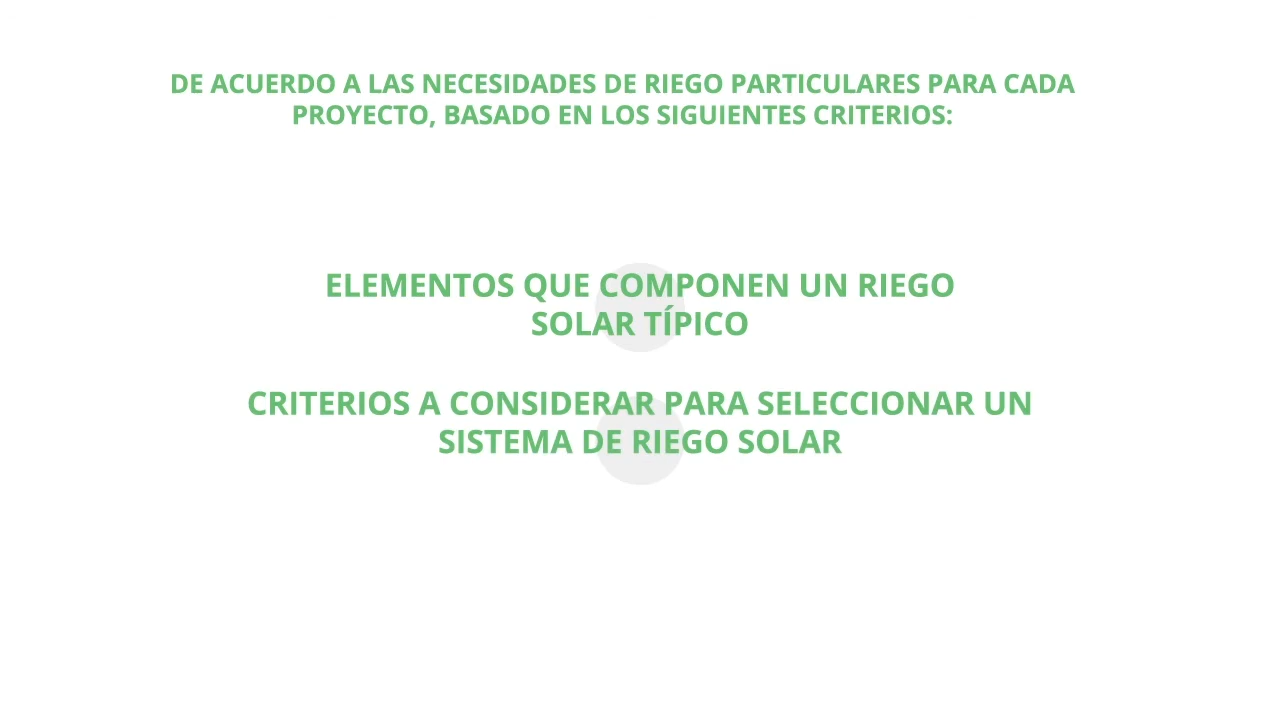 DE ACUERDO A LAS NECESIDADES DE RIEGO PARTICULARES PARA CADA
PROYECTO, BASADO EN LOS SIGUIENTES CRITERIOS:
ELEMENTOS QUE COMPONEN UN RIEGO
SOLAR TÍPICO
CRITERIOS A CONSIDERAR PARA SELECCIONAR UN
SISTEMA DE RIEGO SOLAR